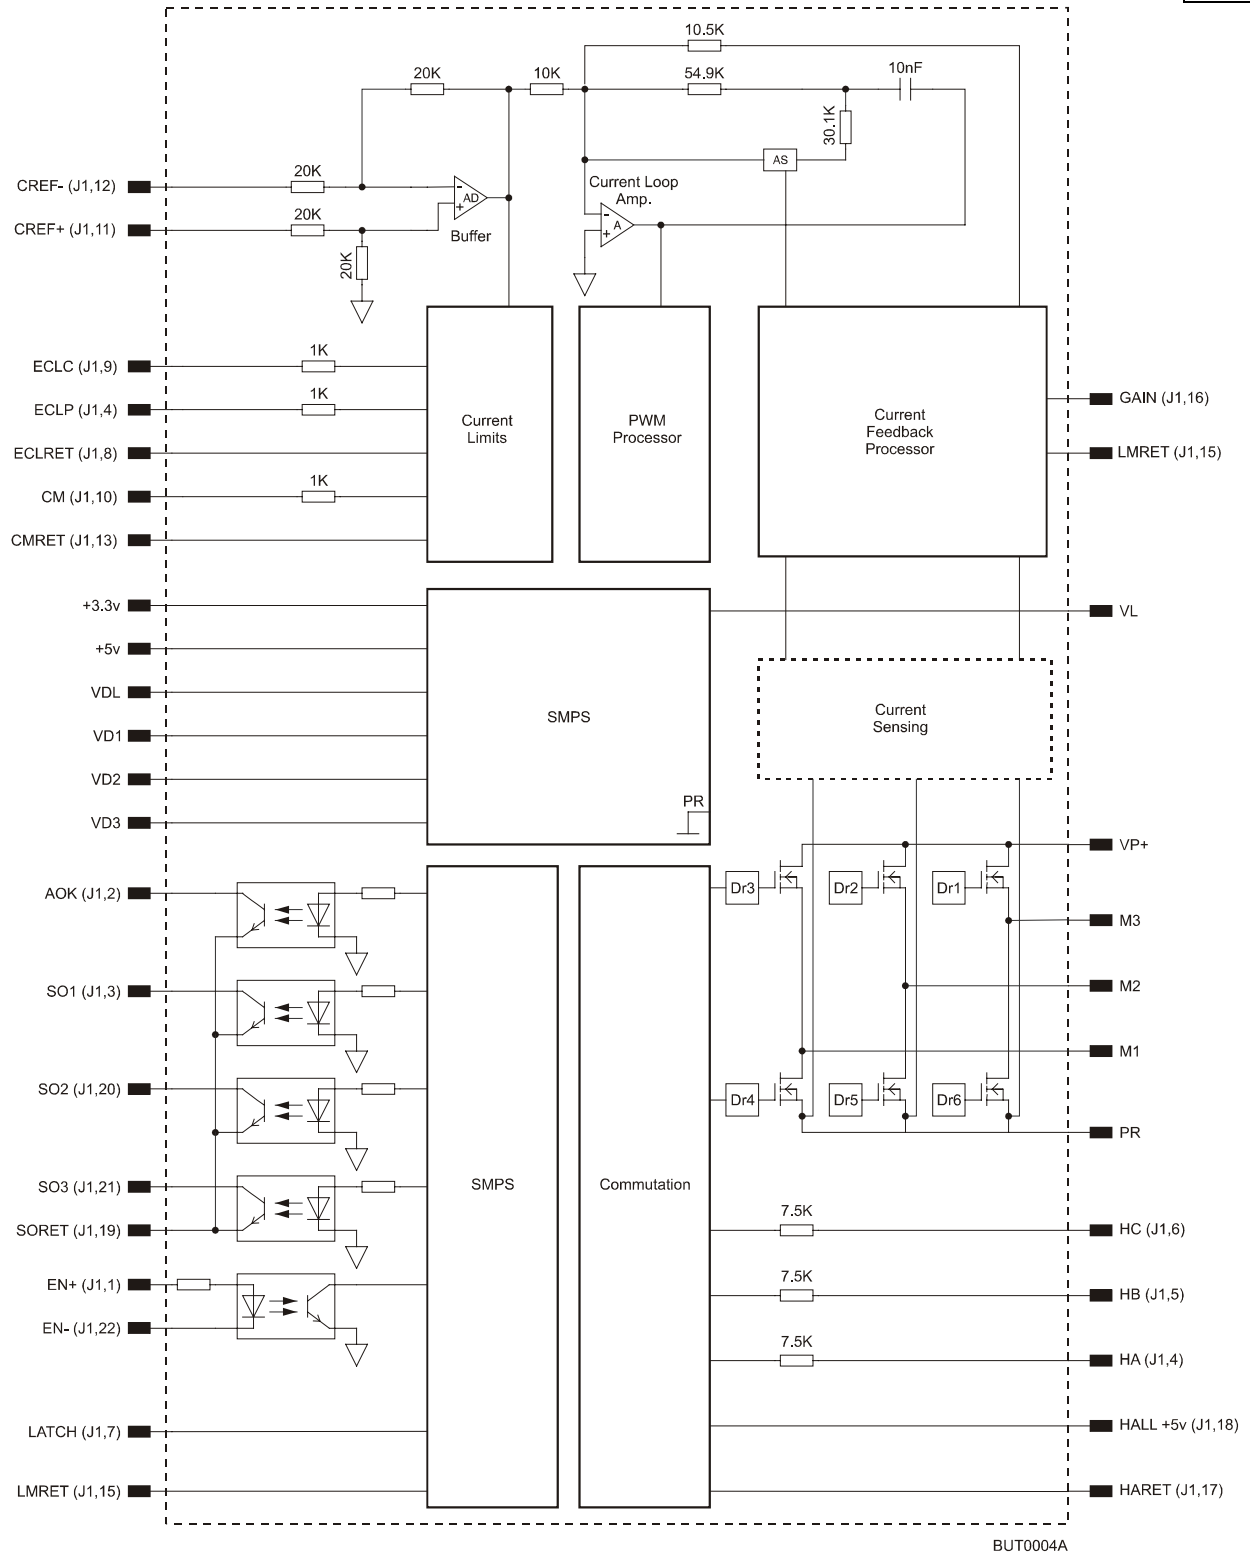 10.5K
20K
10K
54.9K
10nF
30.1K
AS
CREF- (J1,12)
20K
AD
- 
+
Current Loop
Amp.
-
+
A
CREF+ (J1,11)
20K
Buffer
20K
ECLC (J1,9)
1K
ECLP (J1,4)
1K
ECLRET (J1,8)
CM (J1,10)
1K
CMRET (J1,13)
Current
Limits
PWM
Processor
Current
Feedback
Processor
GAIN (J1,16)
LMRET (J1,15)
+3.3v
+5v
VDL
VD1
VD2
VD3
SMPS
PR
VL
Current
Sensing
AOK (J1,2)
SO1 (J1,3)
SO2 (J1,20)
SO3 (J1,21)
SORET (J1,19)
EN+ (J1,1)
EN- (J1,22)
LATCH (J1,7)
LMRET (J1,15)
SMPS
Commutation
Dr3
Dr2
Dr1
Dr4
Dr5
Dr6
VP+
M3
M2
M1
PR
7.5K
HC (J1,6)
7.5K
HB (J1,5)
7.5K
HA (J1,4)
HALL +5v (J1,18)
HARET (J1,17)
BUT0004A